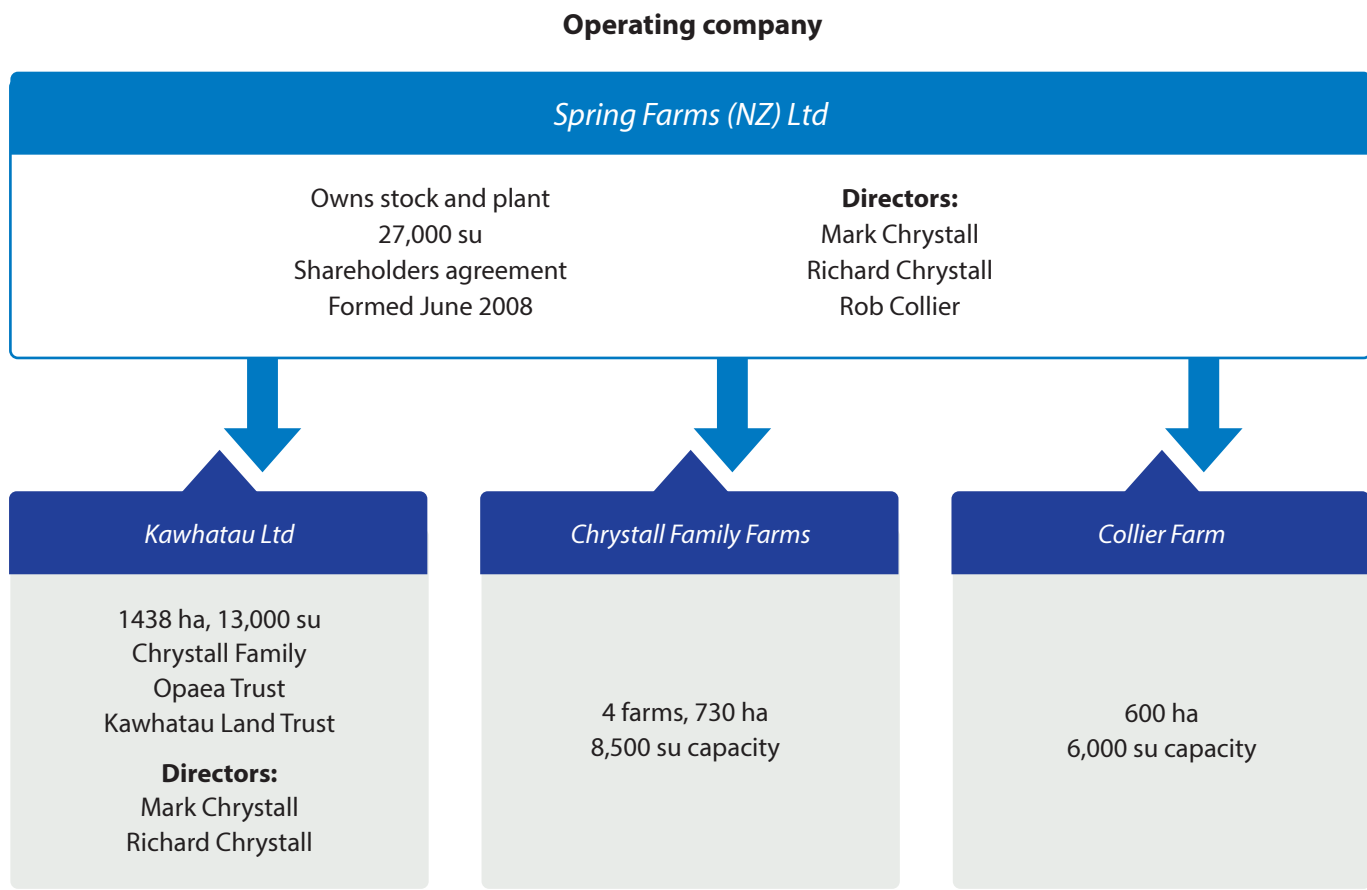 Operating company
Spring Farms (NZ) Ltd
Owns stock and plant
27,000 su
Shareholders agreement
Formed June 2008
Directors:
Mark Chrystall
Richard Chrystall
Rob Collier
Kawhatau Ltd
1438 ha, 13,000 su
Chrystall Family
Opaea Trust
Kawhatau Land Trust
Directors:
Mark Chrystall
Richard Chrystall
Chrystall Family Farms
4 farms, 730 ha
8,500 su capacity
Collier Farm
600 ha
6,000 su capacity